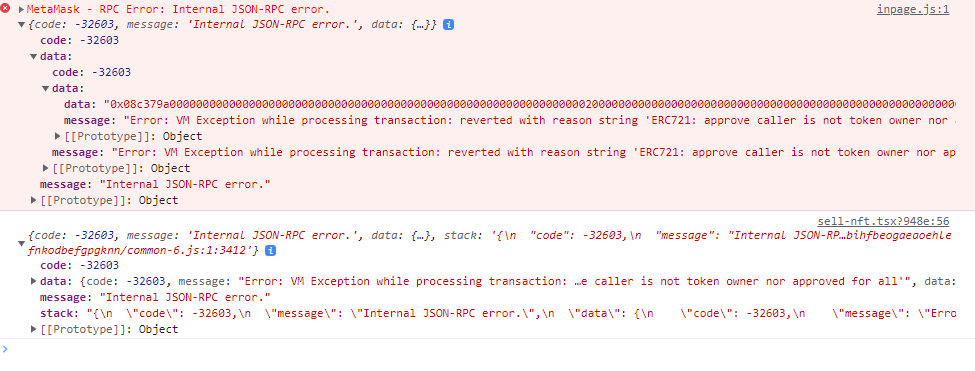 MetaMask - RPC Error: Internal JSON-RPC error. inpage.js:1
{code: -32603, message: 'Internal JSON-RPC error.', data: {…}}
code: -32603
data:
code: -32603
data:
data: "0x08c379a0000000000000000000000000000000000000000000000000000000000000020000000000000000000000000000000000000000000000000000000
message: "Error: VM Exception while processing transaction: reverted with reason string 'ERC721: approve caller is not token owner nor a
[[Prototype]]: Object
message: "Error: VM Exception while processing transaction: reverted with reason string 'ERC721: approve caller is not token owner nor ap
[[Prototype]]: Object
message: "Internal JSON-RPC error."
[[Prototype]]: Object
sell-nft.tsx?948e:56
{code: -32603, message: 'Internal JSON-RPC error.', data: {…}, stack: '{\n  "code": -32603,\n  "message": "Internal JSON-RP…bihfbeogaeaoehle
fnkodbefgpgknn/common-6.js:1:3412'}
code: -32603
data: {code: -32603, message: "Error: VM Exception while processing transaction: …e caller is not token owner nor approved for all'", data:
message: "Internal JSON-RPC error."
stack: "{\n  \"code\": -32603,\n  \"message\": \"Internal JSON-RPC error.\",\n  \"data\": {\n    \"code\": -32603,\n    \"message\": \"Erro
[[Prototype]]: Object